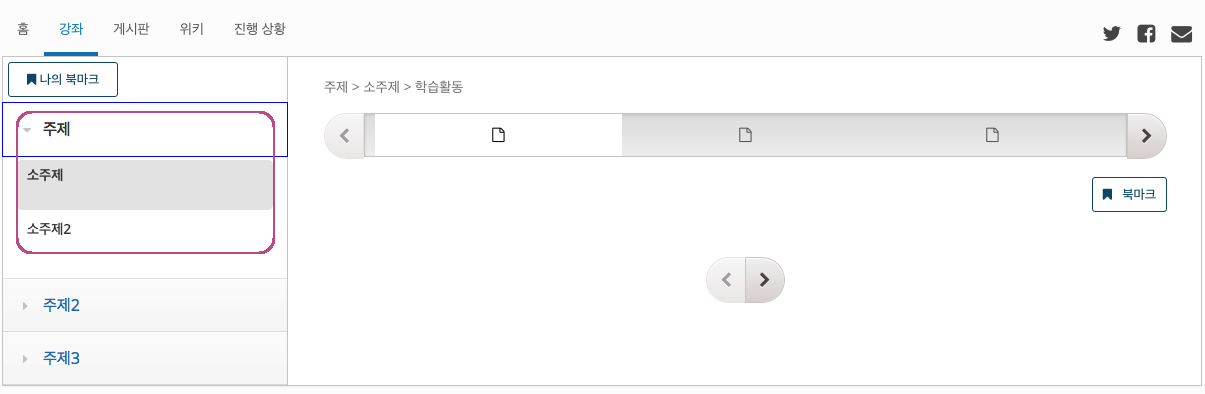 홈 강좌 게시판 위키 진행 상황
나의 북마크
주제 > 소주제 > 학습활동
주제
소주제
북마크
소주제2
주제2
주제3